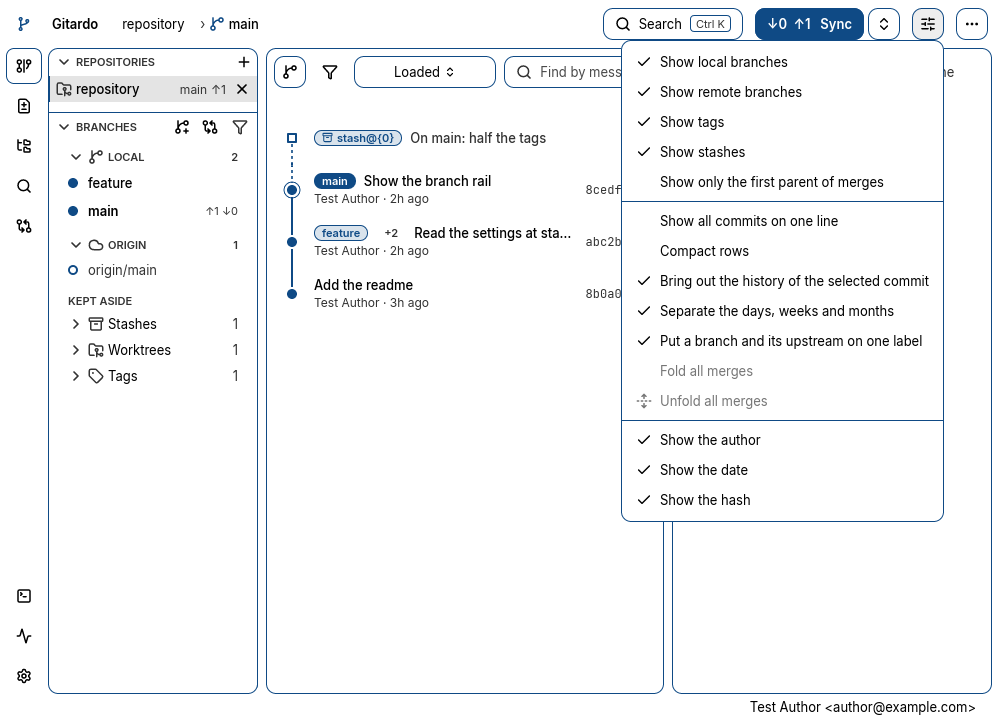 Gitardo repository › main Search Ctrl K ↓0 ↑1 Sync
REPOSITORIES
repository main ↑1
BRANCHES
LOCAL 2
feature
main ↑1 ↓0
ORIGIN 1
origin/main
KEPT ASIDE
Stashes 1
Worktrees 1
Tags 1
Loaded Find by mess
stash@{0} On main: half the tags
main Show the branch rail 8cedf
Test Author · 2h ago
feature +2 Read the settings at sta... abc2b
Test Author · 2h ago
Add the readme 8b0a0
Test Author · 3h ago
Show local branches
Show remote branches
Show tags
Show stashes
Show only the first parent of merges
Show all commits on one line
Compact rows
Bring out the history of the selected commit
Separate the days, weeks and months
Put a branch and its upstream on one label
Fold all merges
Unfold all merges
Show the author
Show the date
Show the hash
Test Author <author@example.com>